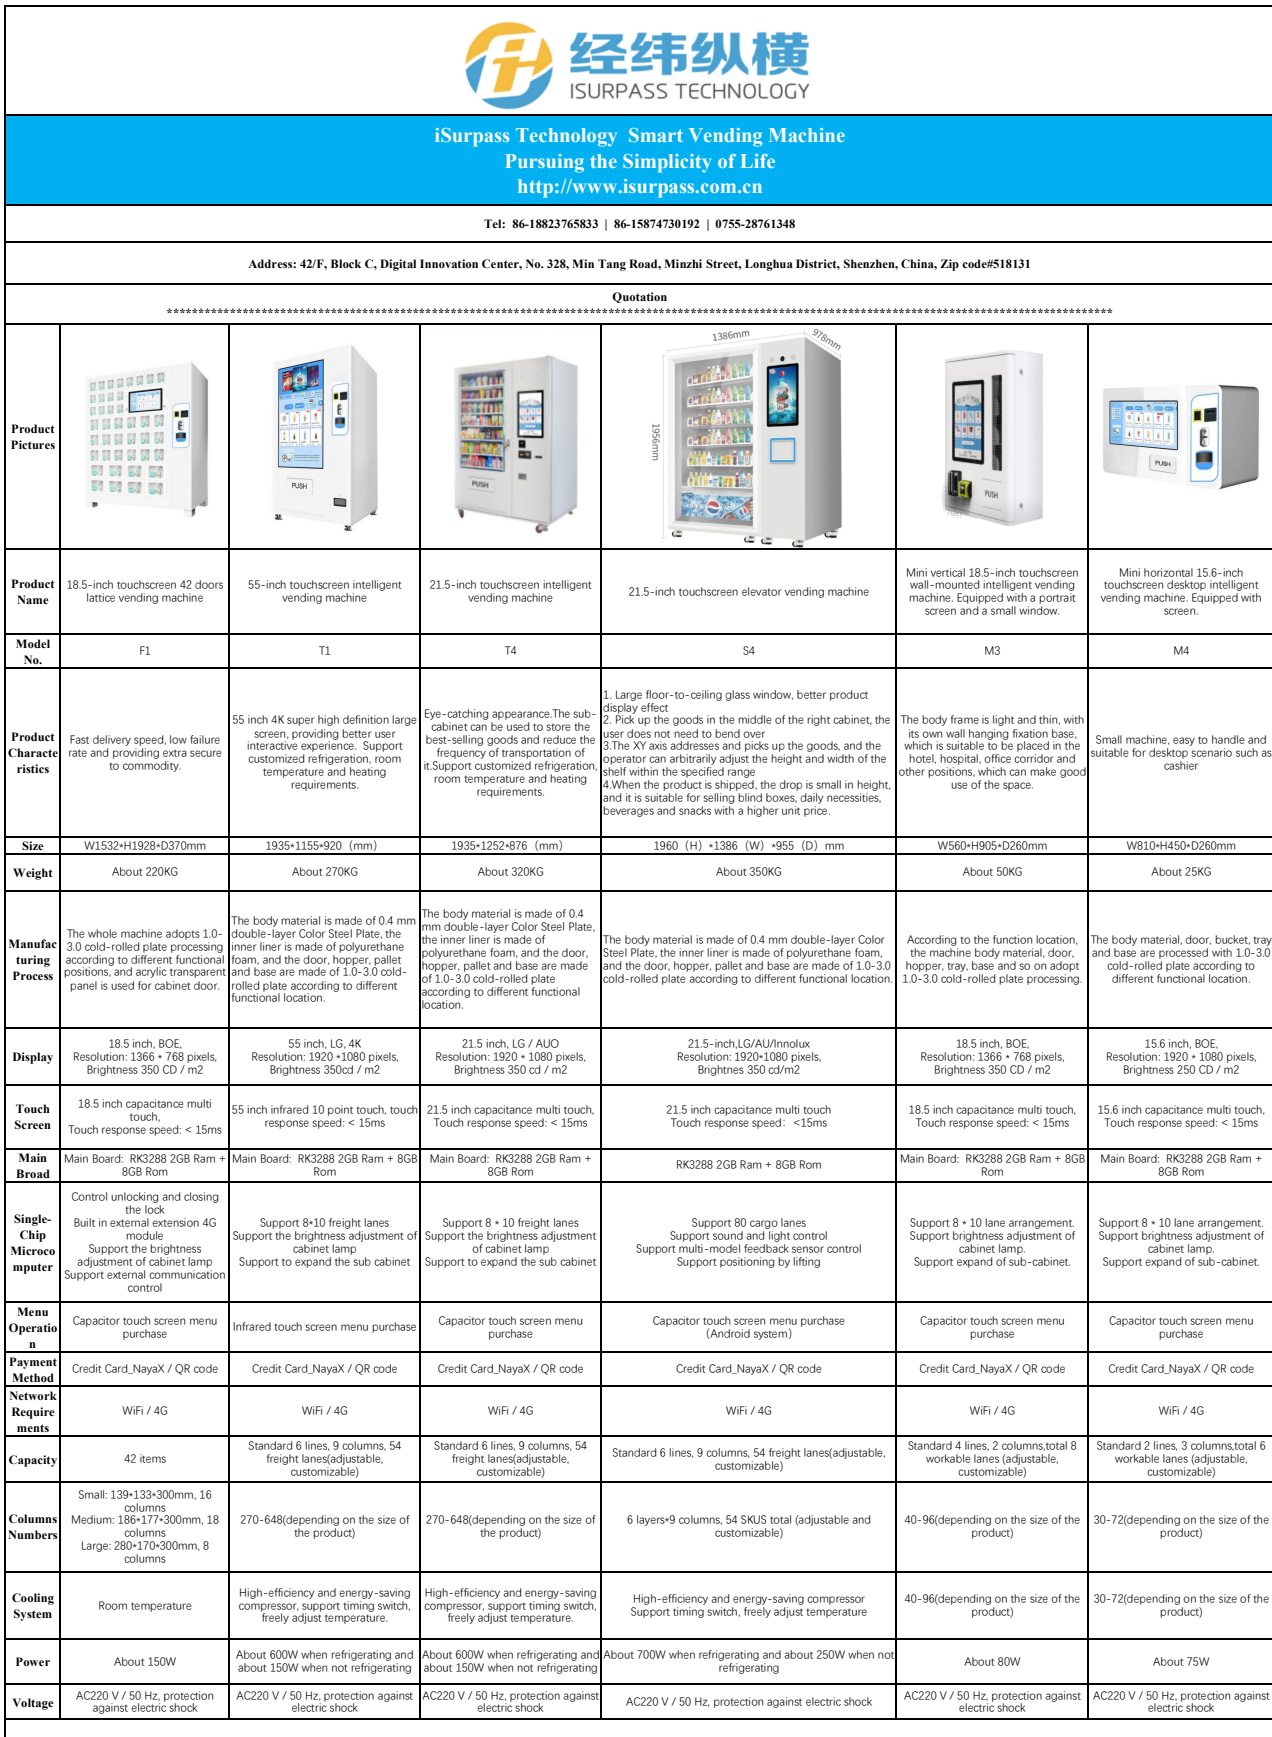 经纬纵横
ISURPASS TECHNOLOGY
iSurpass Technology  Smart Vending Machine
Pursuing the Simplicity of Life
http://www.isurpass.com.cn
Tel:  86-18823765833  |  86-15874730192  |  0755-28761348
Address: 42/F, Block C, Digital Innovation Center, No. 328, Min Tang Road, Minzhi Street, Longhua District, Shenzhen, China, Zip code#518131
Quotation
Product
Pictures
PUSH
PUSH
1386mm
978mm
1956mm
PUSH
PUSH
Product
Name
18.5-inch touchscreen 42 doors
lattice vending machine
55-inch touchscreen intelligent
vending machine
21.5-inch touchscreen intelligent
vending machine
21.5-inch touchscreen elevator vending machine
Mini vertical 18.5-inch touchscreen
wall-mounted intelligent vending
machine. Equipped with a portrait
screen and a small window.
Mini horizontal 15.6-inch
touchscreen desktop intelligent
vending machine. Equipped with
screen.
Model
No.
F1
T1
T4
S4
M3
M4
Product
Characte
ristics
Fast delivery speed, low failure
rate and providing extra secure
to commodity.
55 inch 4K super high definition large
screen, providing better user
interactive experience.  Support
customized refrigeration, room
temperature and heating
requirements.
Eye-catching appearance.The sub-
cabinet can be used to store the
best-selling goods and reduce the
frequency of transportation of
it.Support customized refrigeration,
room temperature and heating
requirements.
1. Large floor-to-ceiling glass window, better product
display effect
2. Pick up the goods in the middle of the right cabinet, the
user does not need to bend over
3.The XY axis addresses and picks up the goods, and the
operator can arbitrarily adjust the height and width of the
shelf within the specified range
4.When the product is shipped, the drop is small in height,
and it is suitable for selling blind boxes, daily necessities,
beverages and snacks with a higher unit price.
The body frame is light and thin, with
its own wall hanging fixation base,
which is suitable to be placed in the
hotel, hospital, office corridor and
other positions, which can make good
use of the space.
Small machine, easy to handle and
suitable for desktop scenario such as
cashier
Size
W1532*H1928*D370mm
1935*1155*920（mm）
1935*1252*876（mm）
1960（H）*1386（W）*955（D）mm
W560*H905*D260mm
W810*H450*D260mm
Weight
About 220KG
About 270KG
About 320KG
About 350KG
About 50KG
About 25KG
Manufac
turing
Process
The whole machine adopts 1.0-
3.0 cold-rolled plate processing
according to different functional
positions, and acrylic transparent
panel is used for cabinet door.
The body material is made of 0.4 mm
double-layer Color Steel Plate, the
inner liner is made of polyurethane
foam, and the door, hopper, pallet
and base are made of 1.0-3.0 cold-
rolled plate according to different
functional location.
The body material is made of 0.4
mm double-layer Color Steel Plate,
the inner liner is made of
polyurethane foam, and the door,
hopper, pallet and base are made
of 1.0-3.0 cold-rolled plate
according to different functional
location.
The body material is made of 0.4 mm double-layer Color
Steel Plate, the inner liner is made of polyurethane foam,
and the door, hopper, pallet and base are made of 1.0-3.0
cold-rolled plate according to different functional location.
According to the function location,
the machine body material, door,
hopper, tray, base and so on adopt
1.0-3.0 cold-rolled plate processing.
The body material, door, bucket, tray
and base are processed with 1.0-3.0
cold-rolled plate according to
different functional location.
Display
18.5 inch, BOE,
Resolution: 1366 * 768 pixels,
Brightness 350 CD / m2
55 inch, LG, 4K
Resolution: 1920 *1080 pixels,
Brightness 350cd / m2
21.5 inch, LG / AUO
Resolution: 1920 * 1080 pixels,
Brightness 350 cd / m2
21.5-inch,LG/AU/Innolux
Resolution: 1920*1080 pixels,
Brightnes 350 cd/m2
18.5 inch, BOE,
Resolution: 1366 * 768 pixels,
Brightness 350 CD / m2
15.6 inch, BOE,
Resolution: 1920 * 1080 pixels,
Brightness 250 CD / m2
Touch
Screen
18.5 inch capacitance multi
touch,
Touch response speed: < 15ms
55 inch infrared 10 point touch, touch
response speed: < 15ms
21.5 inch capacitance multi touch,
Touch response speed: < 15ms
21.5 inch capacitance multi touch
Touch response speed： <15ms
18.5 inch capacitance multi touch,
Touch response speed: < 15ms
15.6 inch capacitance multi touch,
Touch response speed: < 15ms
Main
Broad
Main Board:  RK3288 2GB Ram +
8GB Rom
Main Board:  RK3288 2GB Ram + 8GB
Rom
Main Board:  RK3288 2GB Ram +
8GB Rom
RK3288 2GB Ram + 8GB Rom
Main Board:  RK3288 2GB Ram + 8GB
Rom
Main Board:  RK3288 2GB Ram +
8GB Rom
Single-
Chip
Microco
mputer
Control unlocking and closing
the lock
Built in external extension 4G
module
Support the brightness
adjustment of cabinet lamp
Support external communication
control
Support 8*10 freight lanes
Support the brightness adjustment of
cabinet lamp
Support to expand the sub cabinet
Support 8 * 10 freight lanes
Support the brightness adjustment
of cabinet lamp
Support to expand the sub cabinet
Support 80 cargo lanes
Support sound and light control
Support multi-model feedback sensor control
Support positioning by lifting
Support 8 * 10 lane arrangement.
Support brightness adjustment of
cabinet lamp.
Support expand of sub-cabinet.
Support 8 * 10 lane arrangement.
Support brightness adjustment of
cabinet lamp.
Support expand of sub-cabinet.
Menu
Operatio
n
Capacitor touch screen menu
purchase
Infrared touch screen menu purchase
Capacitor touch screen menu
purchase
Capacitor touch screen menu purchase
（Android system）
Capacitor touch screen menu
purchase
Capacitor touch screen menu
purchase
Payment
Method
Credit Card_NayaX / QR code
Credit Card_NayaX / QR code
Credit Card_NayaX / QR code
Credit Card_NayaX / QR code
Credit Card_NayaX / QR code
Credit Card_NayaX / QR code
Network
Require
ments
WiFi / 4G
WiFi / 4G
WiFi / 4G
WiFi / 4G
WiFi / 4G
WiFi / 4G
Capacity
42 items
Standard 6 lines, 9 columns, 54
freight lanes(adjustable,
customizable)
Standard 6 lines, 9 columns, 54
freight lanes(adjustable,
customizable)
Standard 6 lines, 9 columns, 54 freight lanes(adjustable,
customizable)
Standard 4 lines, 2 columns,total 8
workable lanes (adjustable,
customizable)
Standard 2 lines, 3 columns,total 6
workable lanes (adjustable,
customizable)
Columns
Numbers
Small: 139*133*300mm, 16
columns
Medium: 186*177*300mm, 18
columns
Large: 280*170*300mm, 8
columns
270-648(depending on the size of
the product)
270-648(depending on the size of
the product)
6 layers*9 columns, 54 SKUS total (adjustable and
customizable)
40-96(depending on the size of the
product)
30-72(depending on the size of the
product)
Cooling
System
Room temperature
High-efficiency and energy-saving
compressor, support timing switch,
freely adjust temperature.
High-efficiency and energy-saving
compressor, support timing switch,
freely adjust temperature.
High-efficiency and energy-saving compressor
Support timing switch, freely adjust temperature
40-96(depending on the size of the
product)
30-72(depending on the size of the
product)
Power
About 150W
About 600W when refrigerating and
about 150W when not refrigerating
About 600W when refrigerating and
about 150W when not refrigerating
About 700W when refrigerating and about 250W when not
refrigerating
About 80W
About 75W
Voltage
AC220 V / 50 Hz, protection
against electric shock
AC220 V / 50 Hz, protection against
electric shock
AC220 V / 50 Hz, protection against
electric shock
AC220 V / 50 Hz, protection against electric shock
AC220 V / 50 Hz, protection against
electric shock
AC220 V / 50 Hz, protection against
electric shock